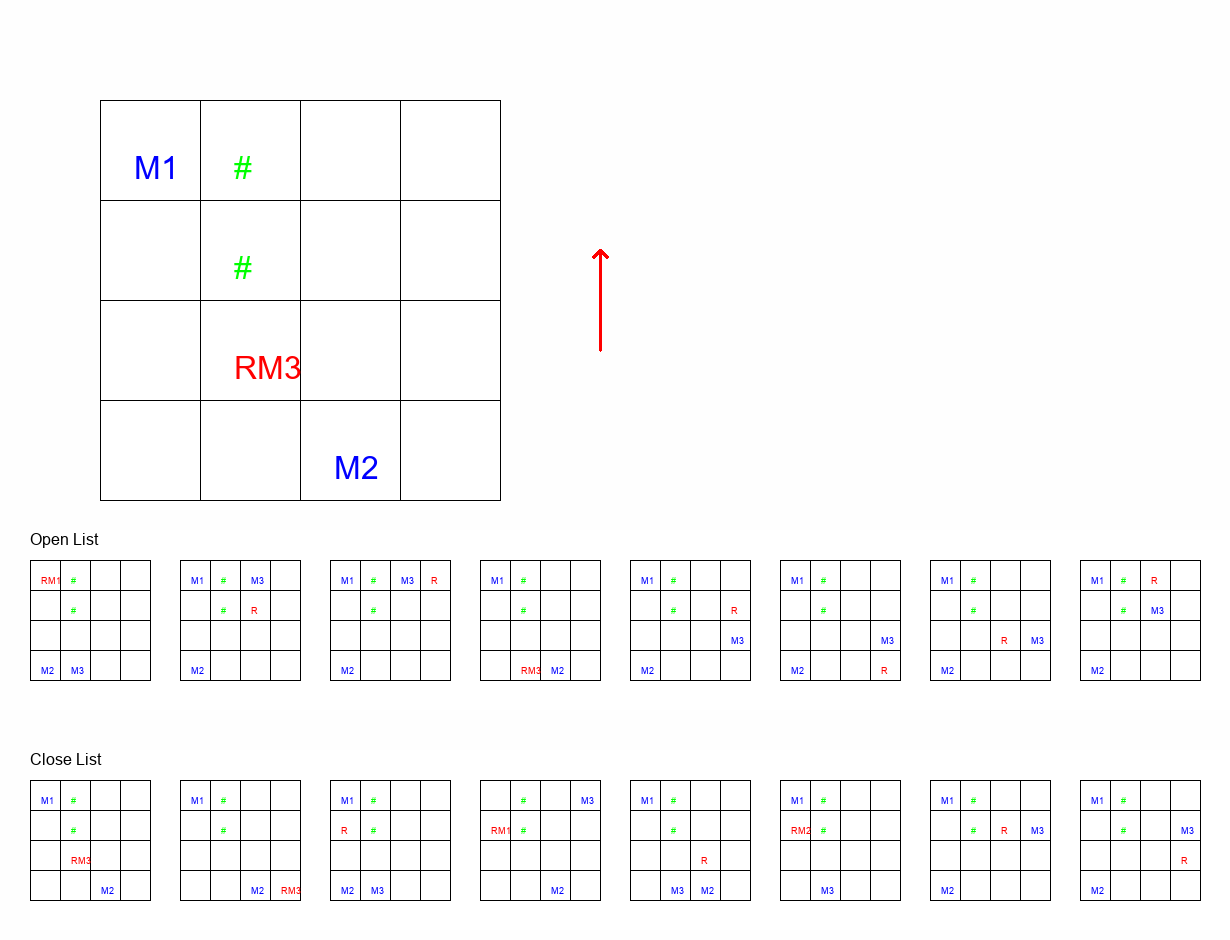 M1 #
#
RM3
M2
Open List
RM1 # M1 # M3 M1 # M3 R M1 # M1 # M1 # M1 # M1 # R
# # R # # # R # # # M3
M3 M3 R M3
M2 M3 M2 M2 RM3 M2 M2 M2 R M2 M2
Close List
M1 # M1 # M1 # # M3 M1 # M1 # M1 # M1 #
# # R # RM1 # # RM2 # # R M3 # M3
RM3 R R
M2 M2 RM3 M2 M3 M2 M3 M2 M3 M2 M2